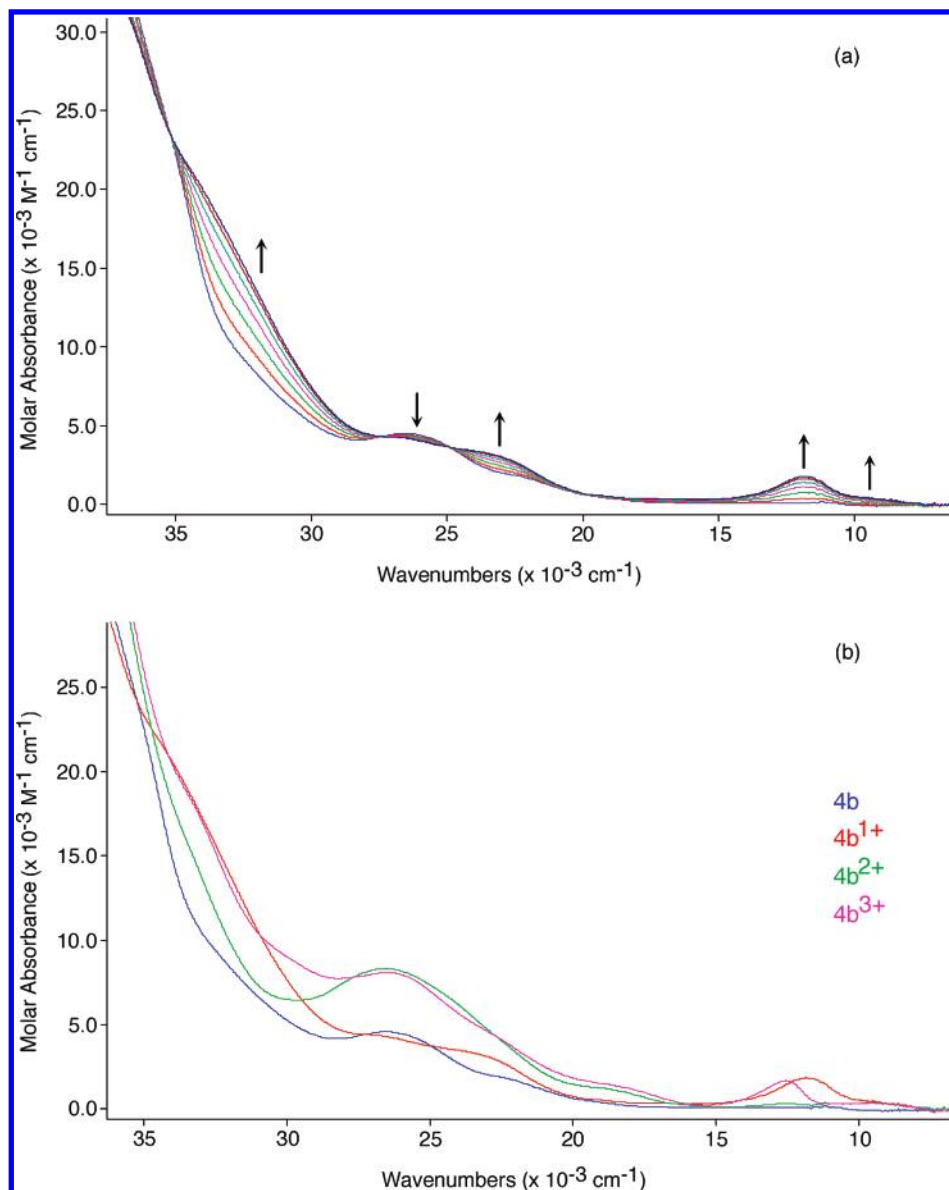 (a)
Molar Absorbance (x 10⁻³ M⁻¹ cm⁻¹)
30.0
25.0
20.0
15.0
10.0
5.0
0.0
35 30 25 20 15 10
Wavenumbers (x 10⁻³ cm⁻¹)
(b)
Molar Absorbance (x 10⁻³ M⁻¹ cm⁻¹)
25.0
20.0
15.0
10.0
5.0
0.0
4b
4b¹⁺
4b²⁺
4b³⁺
35 30 25 20 15 10
Wavenumbers (x 10⁻³ cm⁻¹)